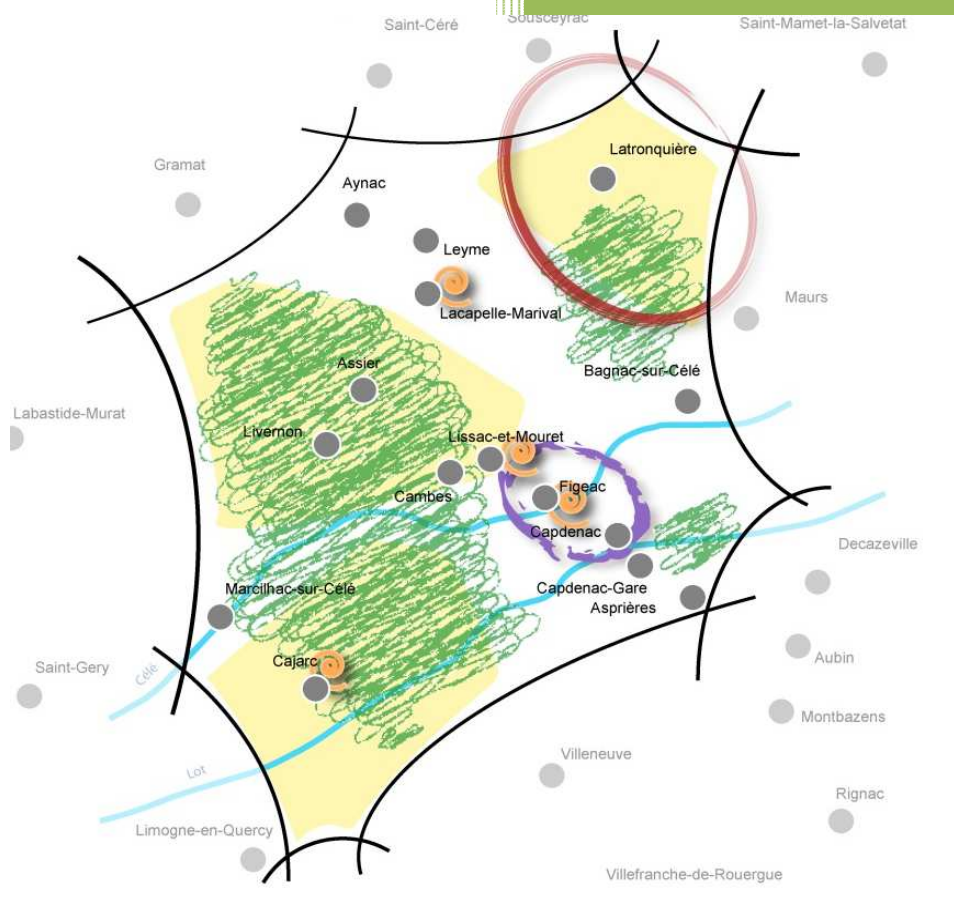 Saint-Céré
Sousceyrac
Saint-Mamet-la-Salvetat
Latronquière
Gramat
Aynac
Leyme
Lacapelle-Marival
Maurs
Assier
Bagnac-sur-Célé
Labastide-Murat
Livernon
Lissac-et-Mouret
Cambes
Figeac
Capdenac
Decazeville
Marcilhac-sur-Célé
Capdenac-Gare
Asprières
Saint-Gery
Célé
Cajarc
Aubin
Montbazens
Lot
Villeneuve
Rignac
Limogne-en-Quercy
Villefranche-de-Rouergue